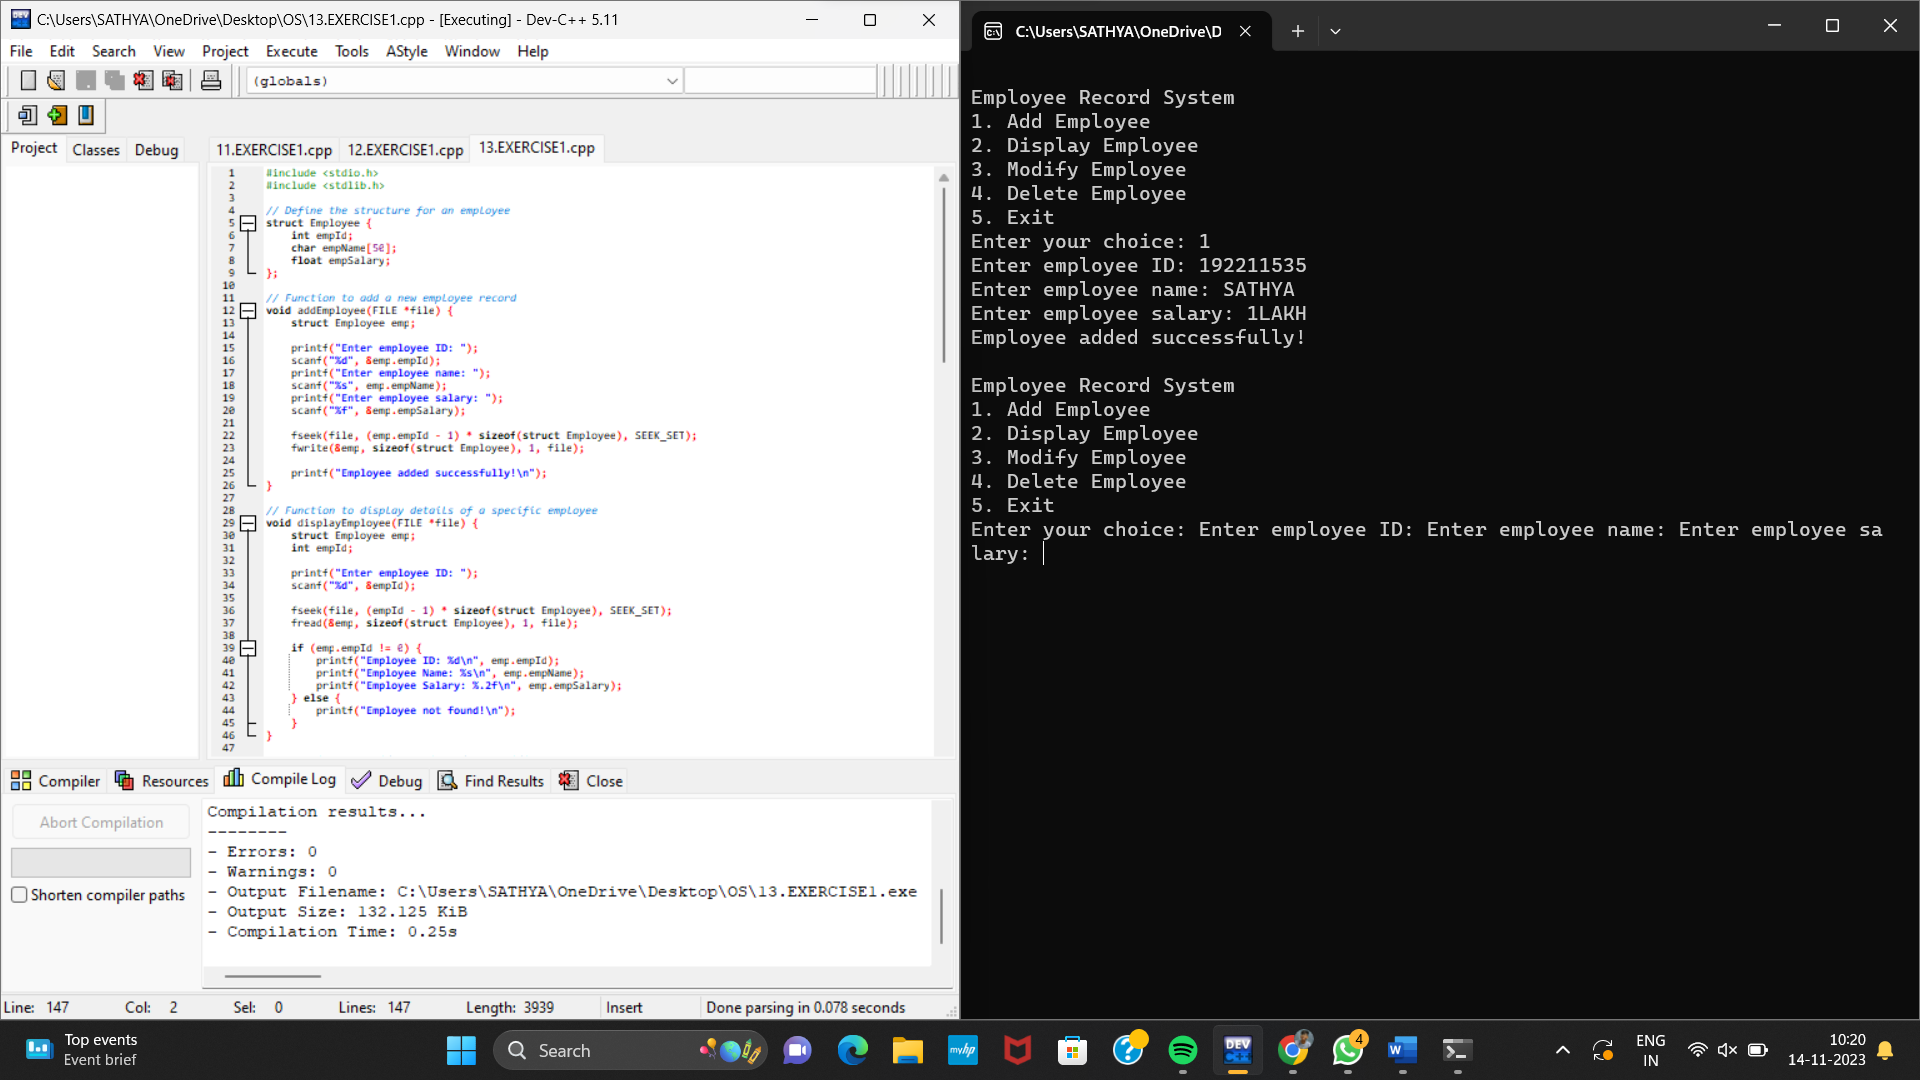 C:\Users\SATHYA\OneDrive\Desktop\OS\13.EXERCISE1.cpp - [Executing] - Dev-C++ 5.11
File Edit Search View Project Execute Tools AStyle Window Help
(globals)
Project Classes Debug
11.EXERCISE1.cpp 12.EXERCISE1.cpp 13.EXERCISE1.cpp
1 #include <stdio.h>
2 #include <stdlib.h>
3
4 // Define the structure for an employee
5 struct Employee {
6 int empId;
7 char empName[50];
8 float empSalary;
9 };
10
11 // Function to add a new employee record
12 void addEmployee(FILE *file) {
13 struct Employee emp;
14
15 printf("Enter employee ID: ");
16 scanf("%d", &emp.empId);
17 printf("Enter employee name: ");
18 scanf("%s", emp.empName);
19 printf("Enter employee salary: ");
20 scanf("%f", &emp.empSalary);
21
22 fseek(file, (emp.empId - 1) * sizeof(struct Employee), SEEK_SET);
23 fwrite(&emp, sizeof(struct Employee), 1, file);
24
25 printf("Employee added successfully!\n");
26 }
27
28 // Function to display details of a specific employee
29 void displayEmployee(FILE *file) {
30 struct Employee emp;
31 int empId;
32
33 printf("Enter employee ID: ");
34 scanf("%d", &empId);
35
36 fseek(file, (empId - 1) * sizeof(struct Employee), SEEK_SET);
37 fread(&emp, sizeof(struct Employee), 1, file);
38
39 if (emp.empId != 0) {
40 printf("Employee ID: %d\n", emp.empId);
41 printf("Employee Name: %s\n", emp.empName);
42 printf("Employee Salary: %.2f\n", emp.empSalary);
43 } else {
44 printf("Employee not found!\n");
45 }
46 }
47
Compiler Resources Compile Log Debug Find Results Close
Abort Compilation
Shorten compiler paths
Compilation results...
--------
- Errors: 0
- Warnings: 0
- Output Filename: C:\Users\SATHYA\OneDrive\Desktop\OS\13.EXERCISE1.exe
- Output Size: 132.125 KiB
- Compilation Time: 0.25s
Line: 147 Col: 2 Sel: 0 Lines: 147 Length: 3939 Insert Done parsing in 0.078 seconds
C:\Users\SATHYA\OneDrive\D
Employee Record System
1. Add Employee
2. Display Employee
3. Modify Employee
4. Delete Employee
5. Exit
Enter your choice: 1
Enter employee ID: 192211535
Enter employee name: SATHYA
Enter employee salary: 1LAKH
Employee added successfully!
Employee Record System
1. Add Employee
2. Display Employee
3. Modify Employee
4. Delete Employee
5. Exit
Enter your choice: Enter employee ID: Enter employee name: Enter employee sa
lary:
Top events
Event brief
Search
myhp
DEV
C++
4
W
ENG
IN
10:20
14-11-2023